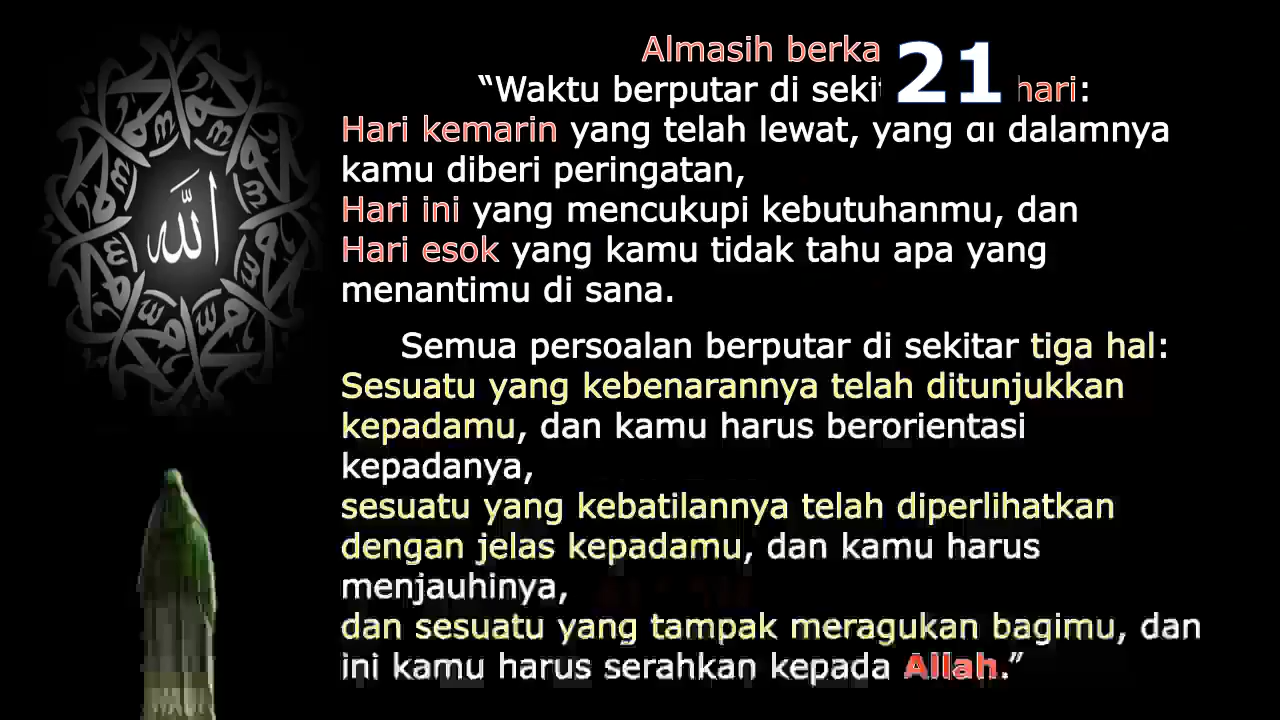 Almasih berka
21
“Waktu berputar di sekit hari:
Hari kemarin yang telah lewat, yang di dalamnya
kamu diberi peringatan,
Hari ini yang mencukupi kebutuhanmu, dan
Hari esok yang kamu tidak tahu apa yang
menantimu di sana.
Semua persoalan berputar di sekitar tiga hal:
Sesuatu yang kebenarannya telah ditunjukkan
kepadamu, dan kamu harus berorientasi
kepadanya,
sesuatu yang kebatilannya telah diperlihatkan
dengan jelas kepadamu, dan kamu harus
menjauhinya,
dan sesuatu yang tampak meragukan bagimu, dan
ini kamu harus serahkan kepada Allah.”
الله